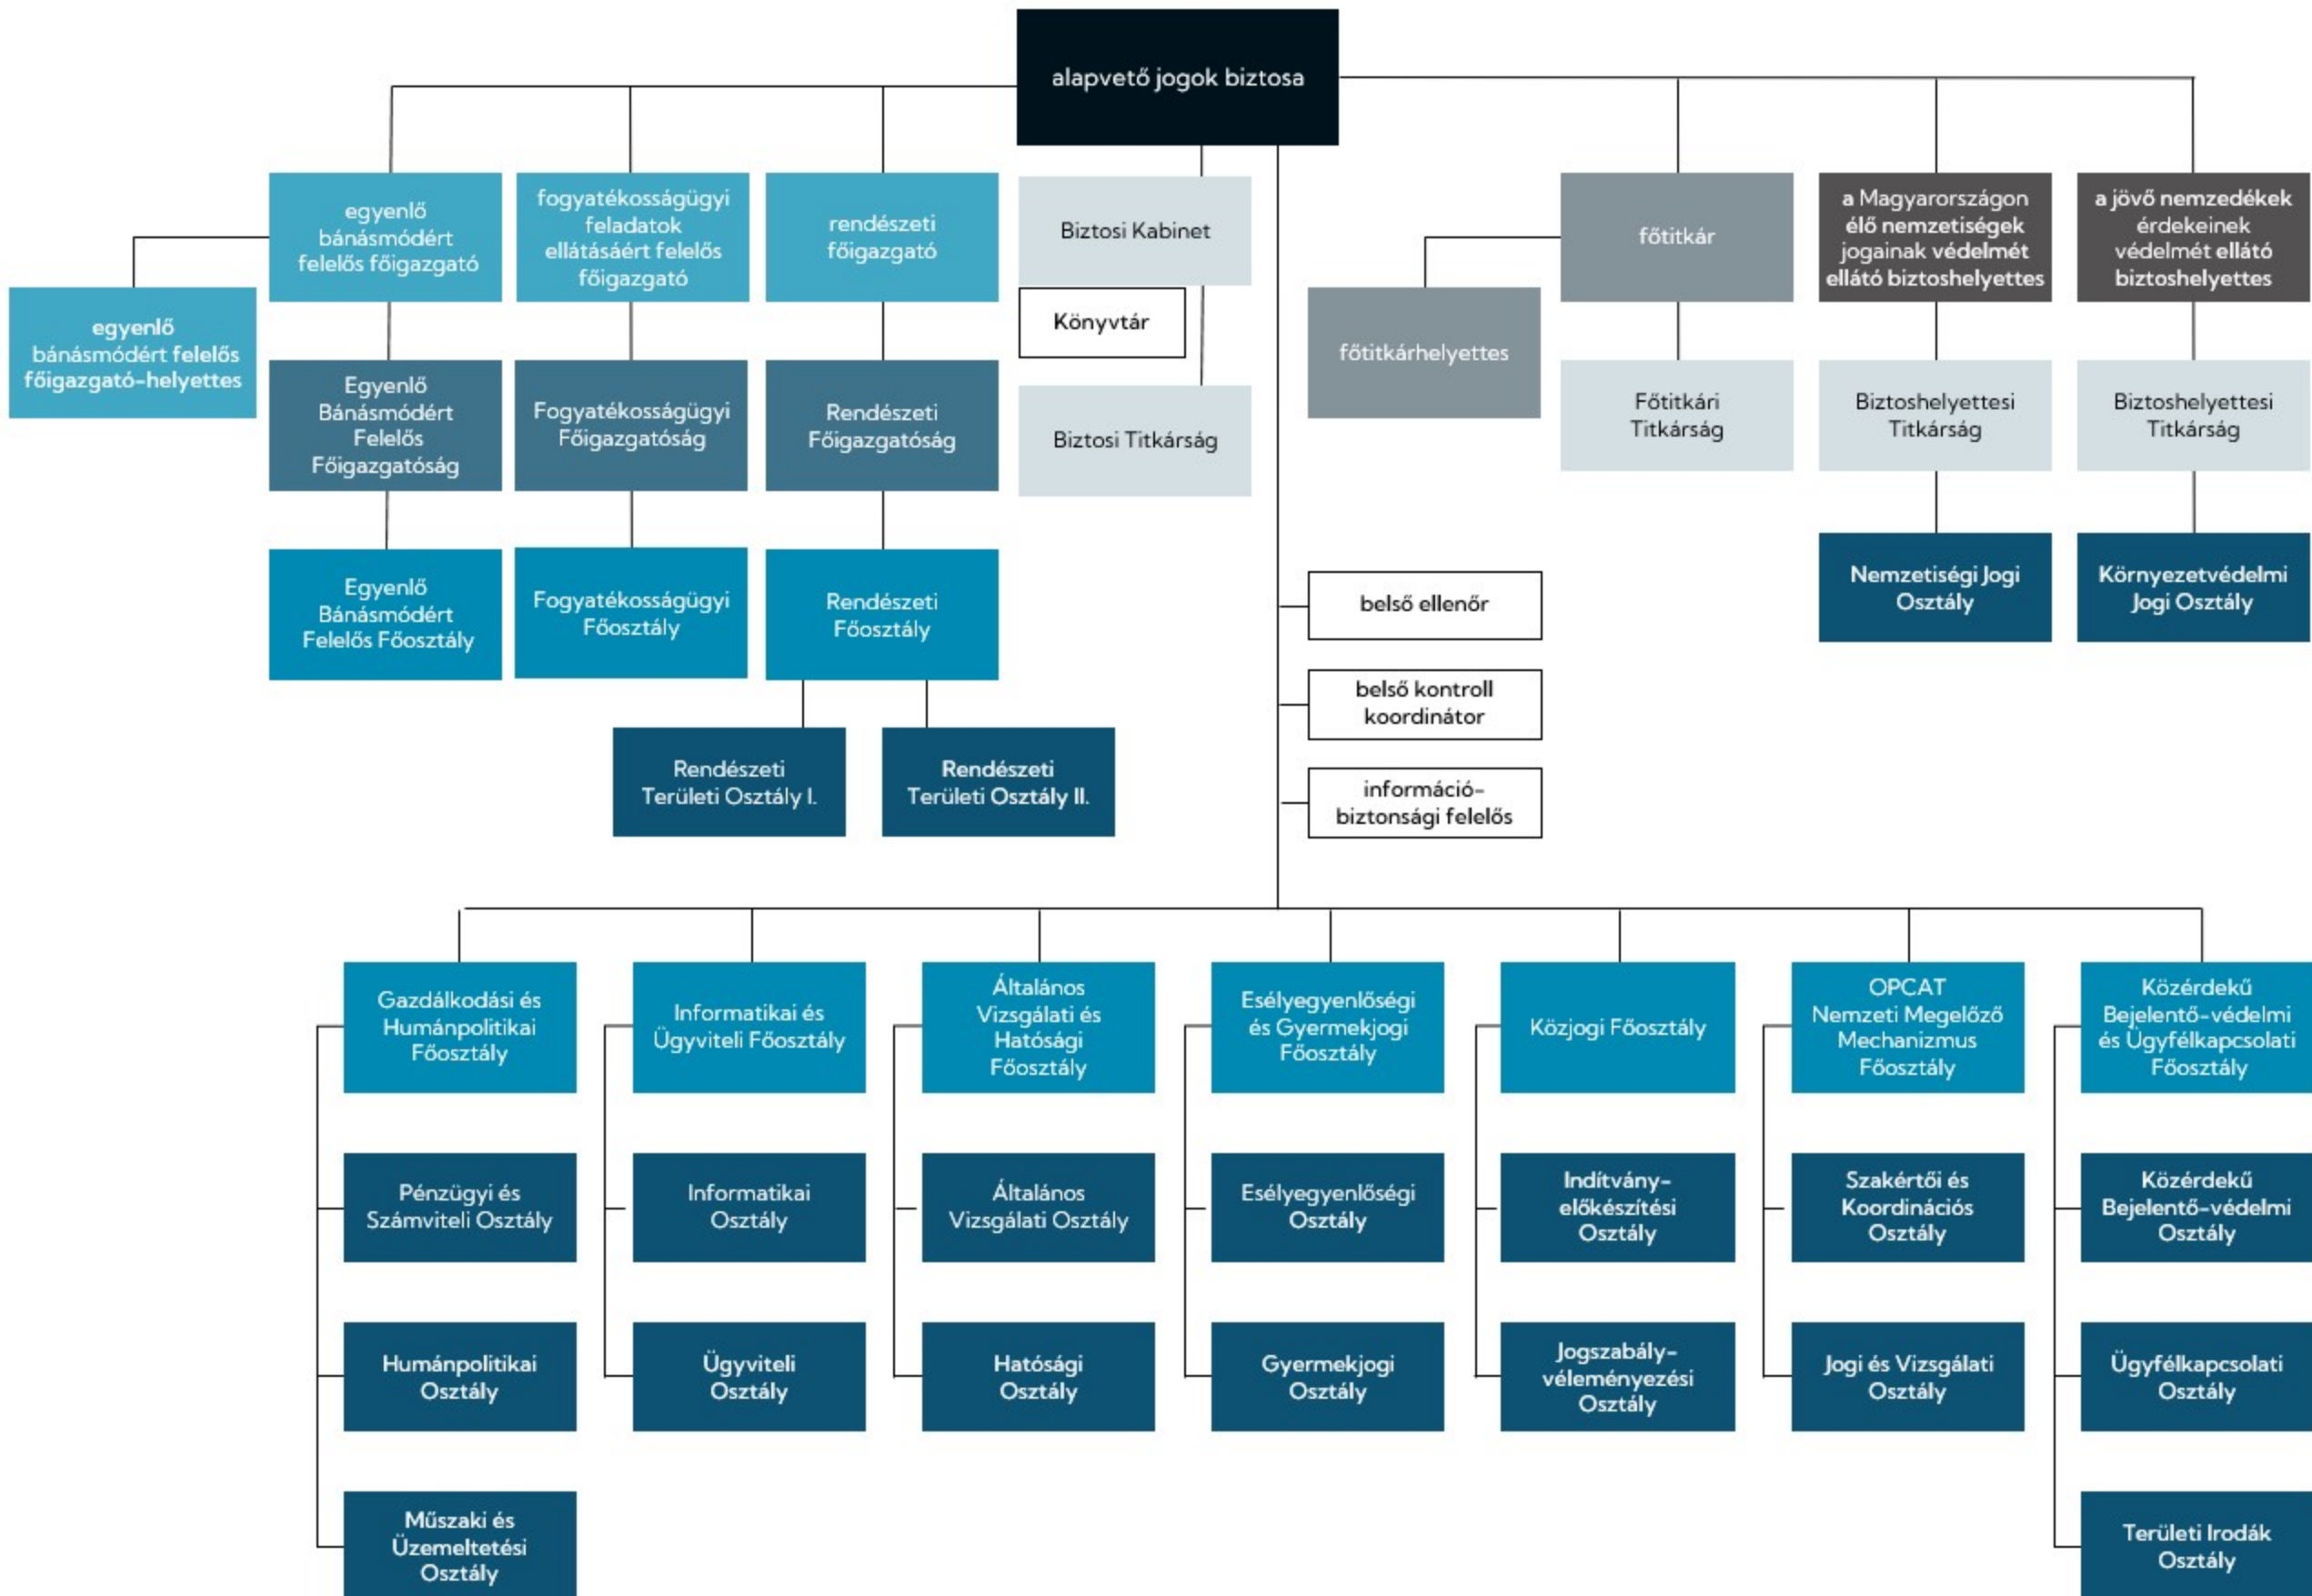 alapvető jogok biztosa
egyenlő
bánásmódért
felelős főigazgató
fogyatékosságügyi
feladatok
ellátásáért felelős
főigazgató
rendészeti
főigazgató
Biztosi Kabinet
főtitkár
a Magyarországon
élő nemzetiségek
jogainak védelmét
ellátó biztoshelyettes
a jövő nemzedékek
érdekeinek
védelmét ellátó
biztoshelyettes
egyenlő
bánásmódért felelős
főigazgató-helyettes
Könyvtár
főtitkárhelyettes
Egyenlő
Bánásmódért
Felelős
Főigazgatóság
Fogyatékosságügyi
Főigazgatóság
Rendészeti
Főigazgatóság
Biztosi Titkárság
Főtitkári
Titkárság
Biztoshelyettesi
Titkárság
Biztoshelyettesi
Titkárság
Egyenlő
Bánásmódért
Felelős Főosztály
Fogyatékosságügyi
Főosztály
Rendészeti
Főosztály
belső ellenőr
Nemzetiségi Jogi
Osztály
Környezetvédelmi
Jogi Osztály
belső kontroll
koordinátor
Rendészeti
Területi Osztály I.
Rendészeti
Területi Osztály II.
információ-
biztonsági felelős
Gazdálkodási és
Humánpolitikai
Főosztály
Informatikai és
Ügyviteli Főosztály
Általános
Vizsgálati és
Hatósági
Főosztály
Esélyegyenlőségi
és Gyermekjogi
Főosztály
Közjogi Főosztály
OPCAT
Nemzeti Megelőző
Mechanizmus
Főosztály
Közérdekű
Bejelentő-védelmi
és Ügyfélkapcsolati
Főosztály
Pénzügyi és
Számviteli Osztály
Informatikai
Osztály
Általános
Vizsgálati Osztály
Esélyegyenlőségi
Osztály
Indítvány-
előkészítési
Osztály
Szakértői és
Koordinációs
Osztály
Közérdekű
Bejelentő-védelmi
Osztály
Humánpolitikai
Osztály
Ügyviteli
Osztály
Hatósági
Osztály
Gyermekjogi
Osztály
Jogszabály-
véleményezési
Osztály
Jogi és Vizsgálati
Osztály
Ügyfélkapcsolati
Osztály
Műszaki és
Üzemeltetési
Osztály
Területi Irodák
Osztály